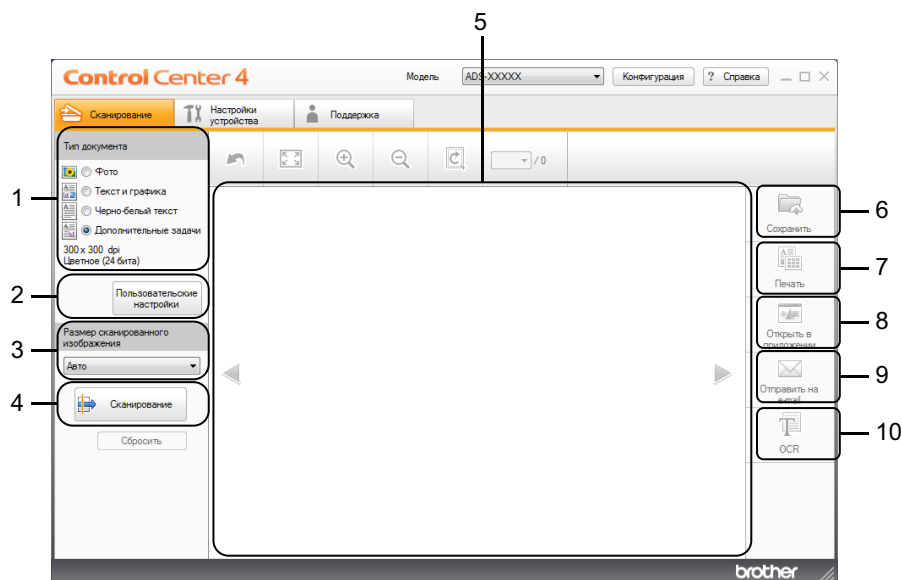 5
Control Center 4
Модель
ADS-XXXXX
Конфигурация
? Справка
Сканирование
Настройки
устройства
Поддержка
Тип документа
/ 0
Фото
1
Текст и графика
Черно-белый текст
Дополнительные задачи
300 x 300 dpi
Цветное (24 бита)
6
Сохранить
7
Печать
2
Пользовательские
настройки
8
Открыть в
приложении
3
Размер сканированного
изображения
Авто
9
Отправить на
e-mail
4
Сканирование
10
OCR
Сбросить
brother